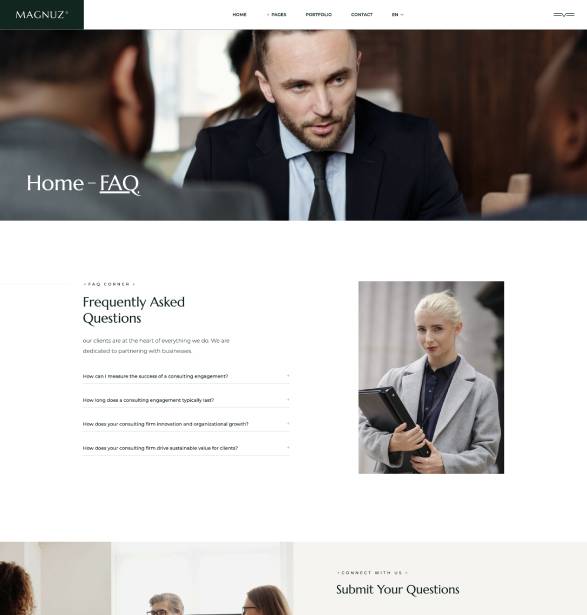 MAGNUZ®
HOME
PAGES
PORTFOLIO
CONTACT
EN
Home – FAQ
FAQ CORNER
Frequently Asked
Questions
our clients are at the heart of everything we do. We are
dedicated to partnering with businesses.
How can I measure the success of a consulting engagement?
How long does a consulting engagement typically last?
How does your consulting firm innovation and organizational growth?
How does your consulting firm drive sustainable value for clients?
CONNECT WITH US
Submit Your Questions